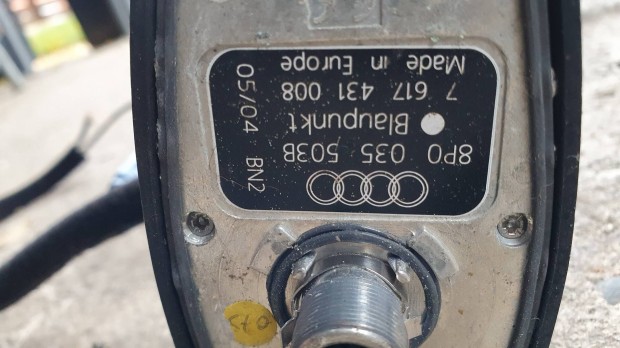 8P0 035 503B
Blaupunkt
7 617 431 008
Made in Europe
05/04 BN2